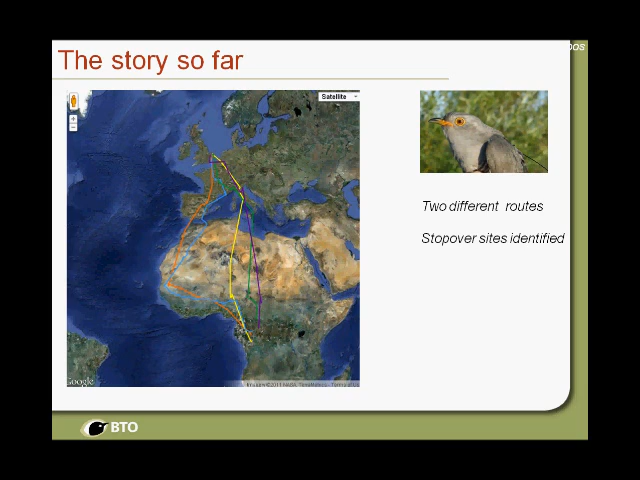 The story so far
Satellite
Two different routes
Stopover sites identified
Google
BTO